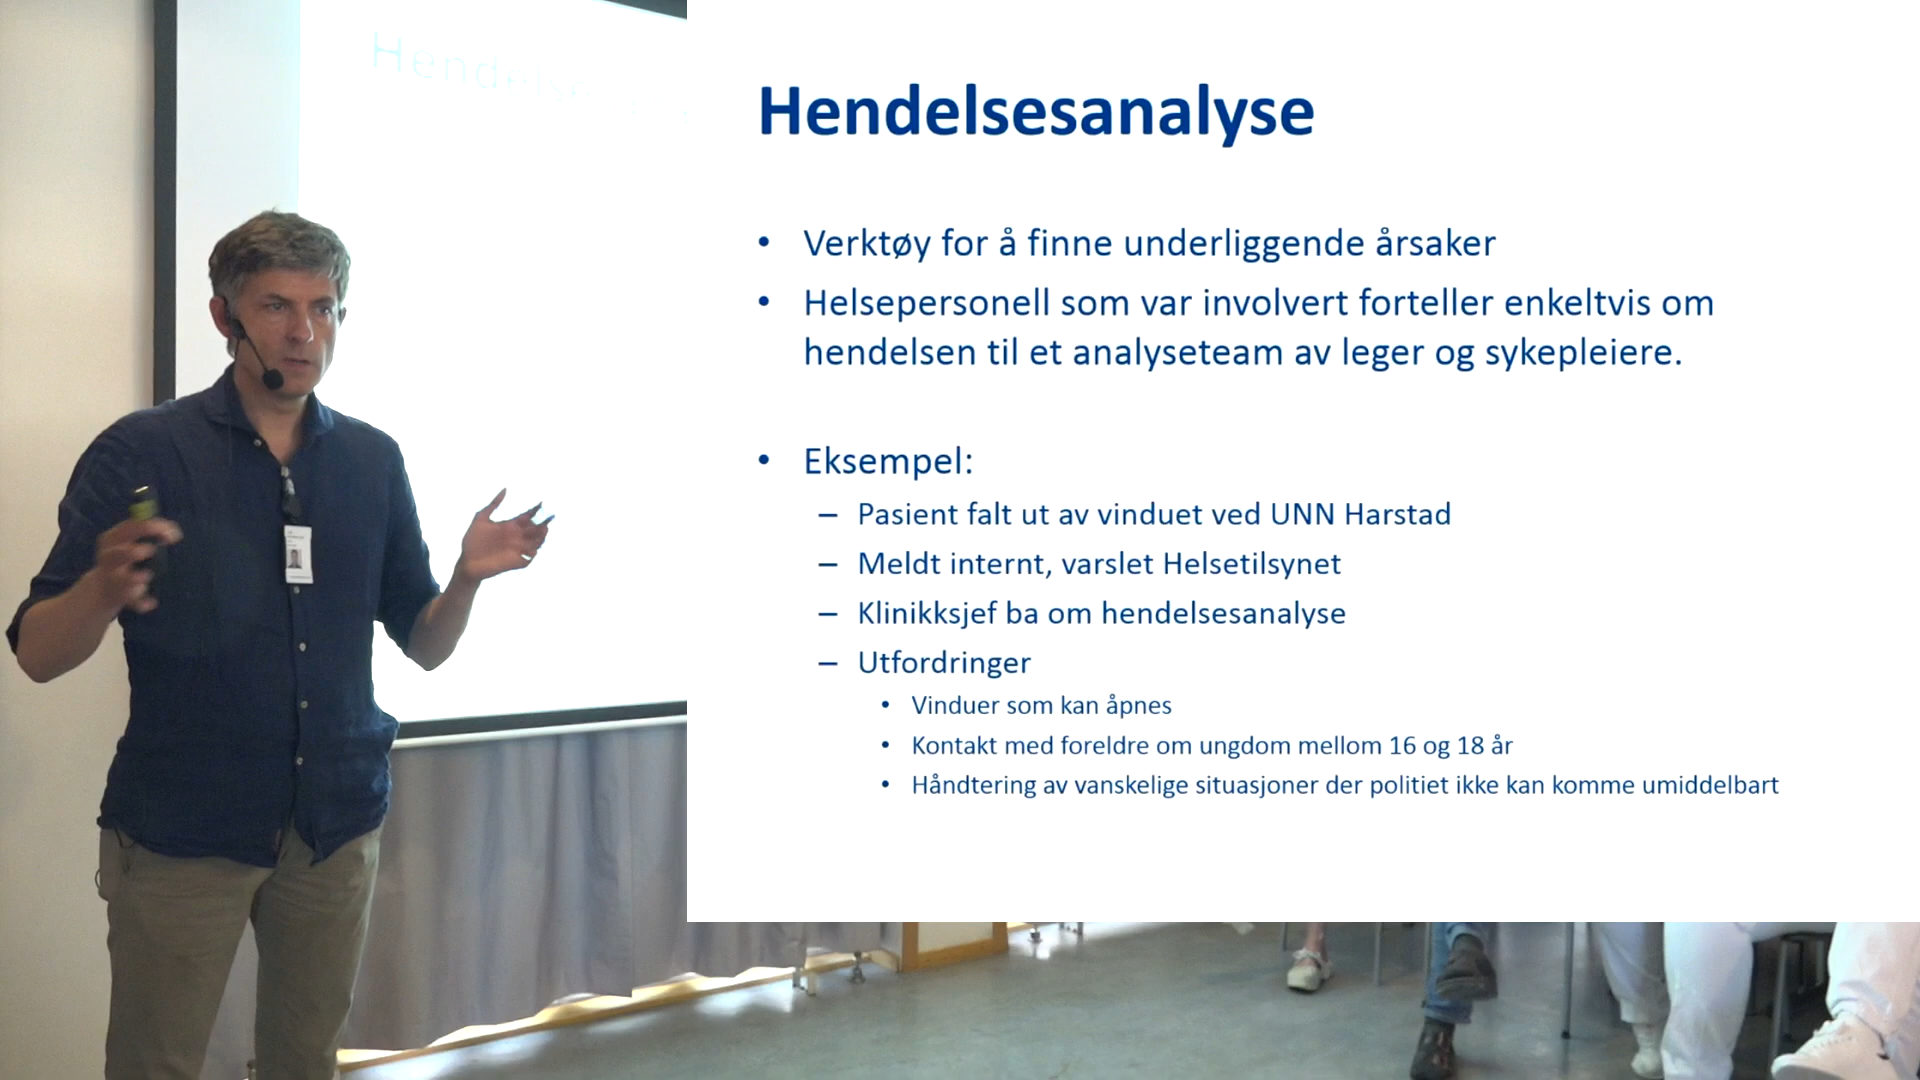 Hendelse
Hendelsesanalyse
• Verktøy for å finne underliggende årsaker
• Helsepersonell som var involvert forteller enkeltvis om
hendelsen til et analyseteam av leger og sykepleiere.
• Eksempel:
– Pasient falt ut av vinduet ved UNN Harstad
– Meldt internt, varslet Helsetilsynet
– Klinikksjef ba om hendelsesanalyse
– Utfordringer
• Vinduer som kan åpnes
• Kontakt med foreldre om ungdom mellom 16 og 18 år
• Håndtering av vanskelige situasjoner der politiet ikke kan komme umiddelbart